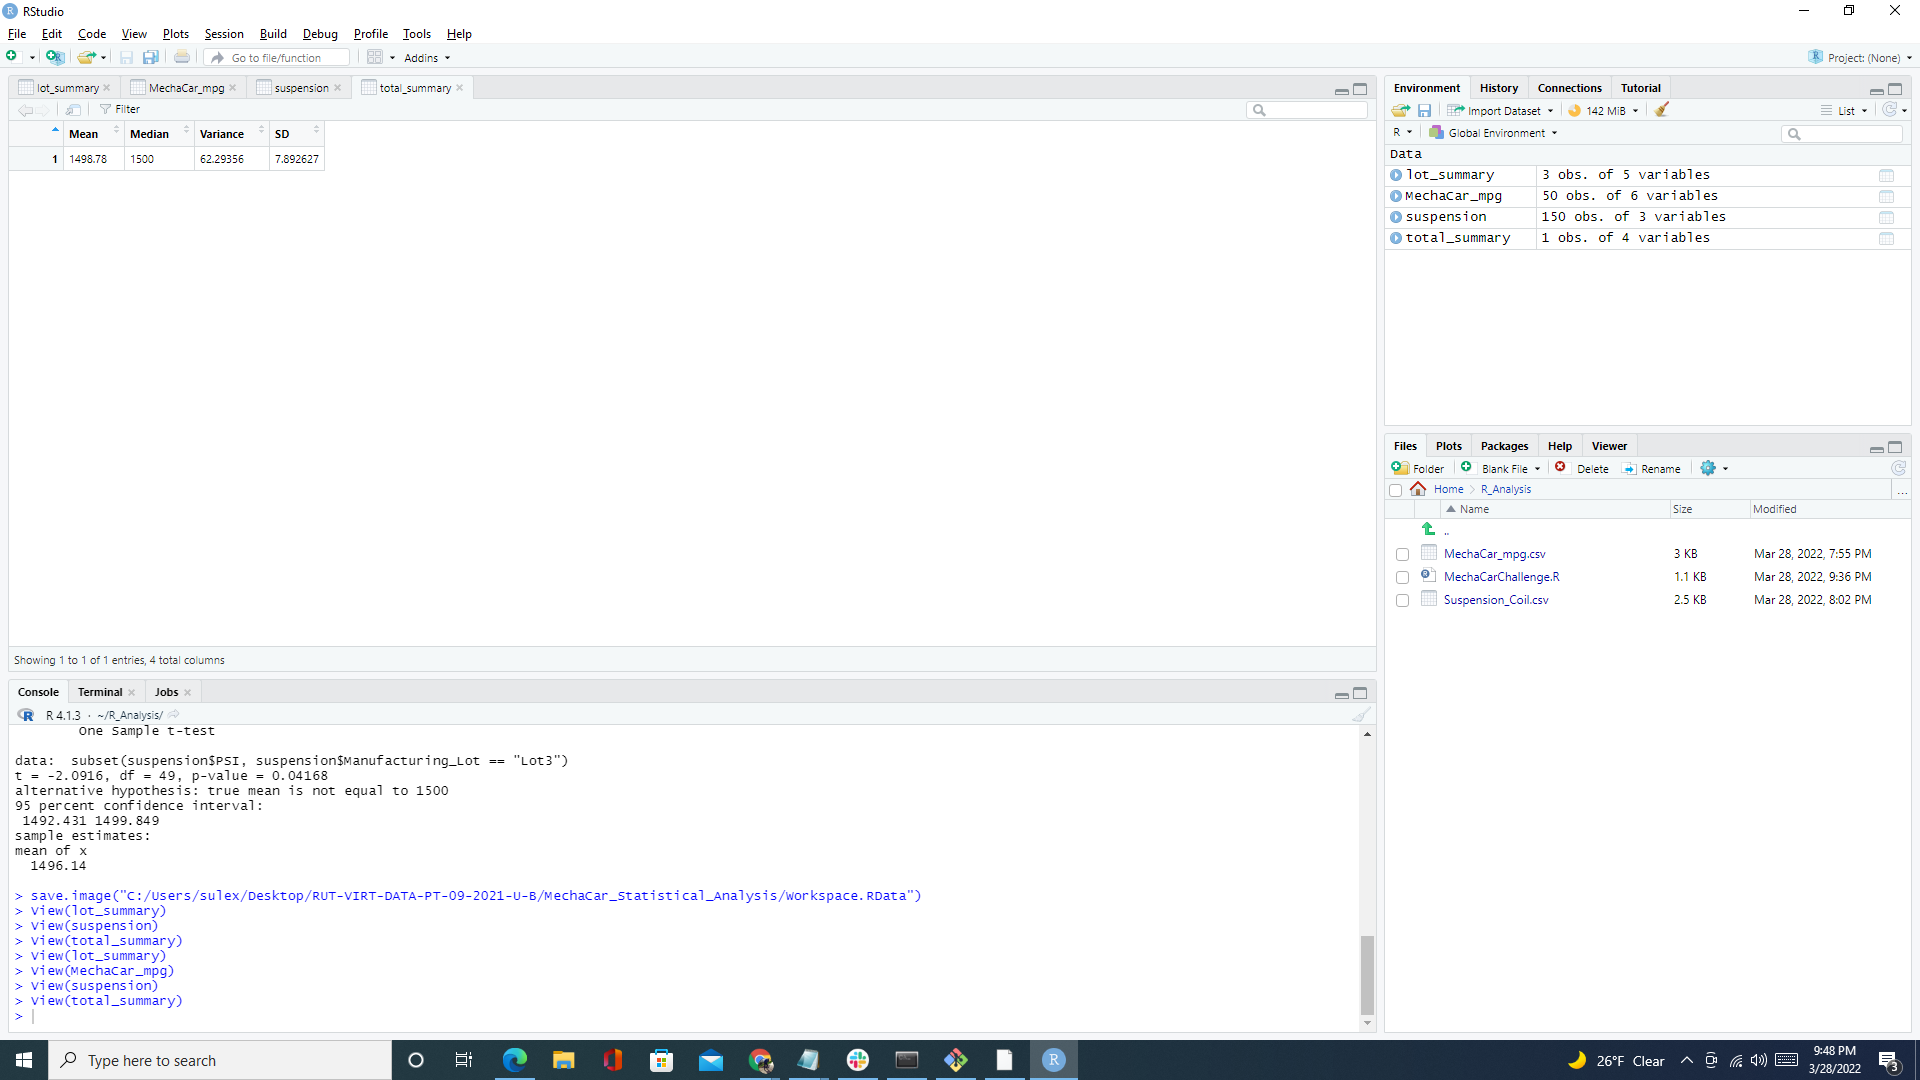 RStudio
File Edit Code View Plots Session Build Debug Profile Tools Help
Go to file/function Addins Project: (None)
lot_summary MechaCar_mpg suspension total_summary
Filter
Mean Median Variance SD
1 1498.78 1500 62.29356 7.892627
Showing 1 to 1 of 1 entries, 4 total columns
Console Terminal Jobs
R 4.1.3 · ~/R_Analysis/
One Sample t-test
data: subset(suspension$PSI, suspension$Manufacturing_Lot == "Lot3")
t = -2.0916, df = 49, p-value = 0.04168
alternative hypothesis: true mean is not equal to 1500
95 percent confidence interval:
1492.431 1499.849
sample estimates:
mean of x
1496.14
> save.image("C:/Users/sulex/Desktop/RUT-VIRT-DATA-PT-09-2021-U-B/MechaCar_Statistical_Analysis/Workspace.RData")
> View(lot_summary)
> View(suspension)
> View(total_summary)
> View(lot_summary)
> View(MechaCar_mpg)
> View(suspension)
> View(total_summary)
>
Environment History Connections Tutorial
Import Dataset 142 MiB List
R Global Environment
Data
lot_summary 3 obs. of 5 variables
MechaCar_mpg 50 obs. of 6 variables
suspension 150 obs. of 3 variables
total_summary 1 obs. of 4 variables
Files Plots Packages Help Viewer
Folder Blank File Delete Rename
Home R_Analysis ...
Name Size Modified
..
MechaCar_mpg.csv 3 KB Mar 28, 2022, 7:55 PM
MechaCarChallenge.R 1.1 KB Mar 28, 2022, 9:36 PM
Suspension_Coil.csv 2.5 KB Mar 28, 2022, 8:02 PM
Type here to search
26°F Clear
9:48 PM
3/28/2022
3